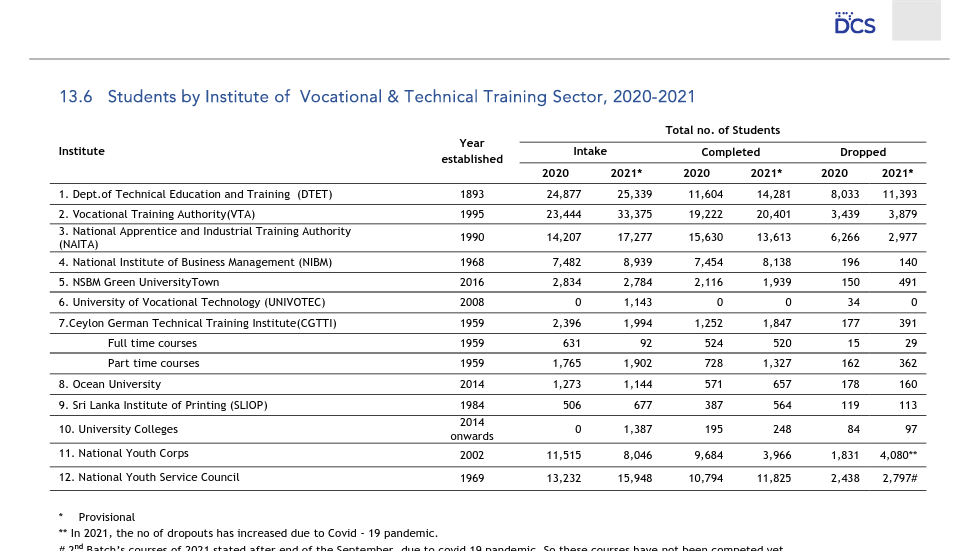 DCS
13.6 Students by Institute of Vocational & Technical Training Sector, 2020-2021
Institute Year established Total no. of Students
Intake Completed Dropped
2020 2021* 2020 2021* 2020 2021*
1. Dept.of Technical Education and Training (DTET) 1893 24,877 25,339 11,604 14,281 8,033 11,393
2. Vocational Training Authority(VTA) 1995 23,444 33,375 19,222 20,401 3,439 3,879
3. National Apprentice and Industrial Training Authority
(NAITA) 1990 14,207 17,277 15,630 13,613 6,266 2,977
4. National Institute of Business Management (NIBM) 1968 7,482 8,939 7,454 8,138 196 140
5. NSBM Green UniversityTown 2016 2,834 2,784 2,116 1,939 150 491
6. University of Vocational Technology (UNIVOTEC) 2008 0 1,143 0 0 34 0
7.Ceylon German Technical Training Institute(CGTTI) 1959 2,396 1,994 1,252 1,847 177 391
Full time courses 1959 631 92 524 520 15 29
Part time courses 1959 1,765 1,902 728 1,327 162 362
8. Ocean University 2014 1,273 1,144 571 657 178 160
9. Sri Lanka Institute of Printing (SLIOP) 1984 506 677 387 564 119 113
10. University Colleges 2014 onwards 0 1,387 195 248 84 97
11. National Youth Corps 2002 11,515 8,046 9,684 3,966 1,831 4,080**
12. National Youth Service Council 1969 13,232 15,948 10,794 11,825 2,438 2,797#
* Provisional
** In 2021, the no of dropouts has increased due to Covid - 19 pandemic.
# 2nd Batch's courses of 2021 stated after end of the September, due to covid 19 pandemic. So these courses have not been competed yet